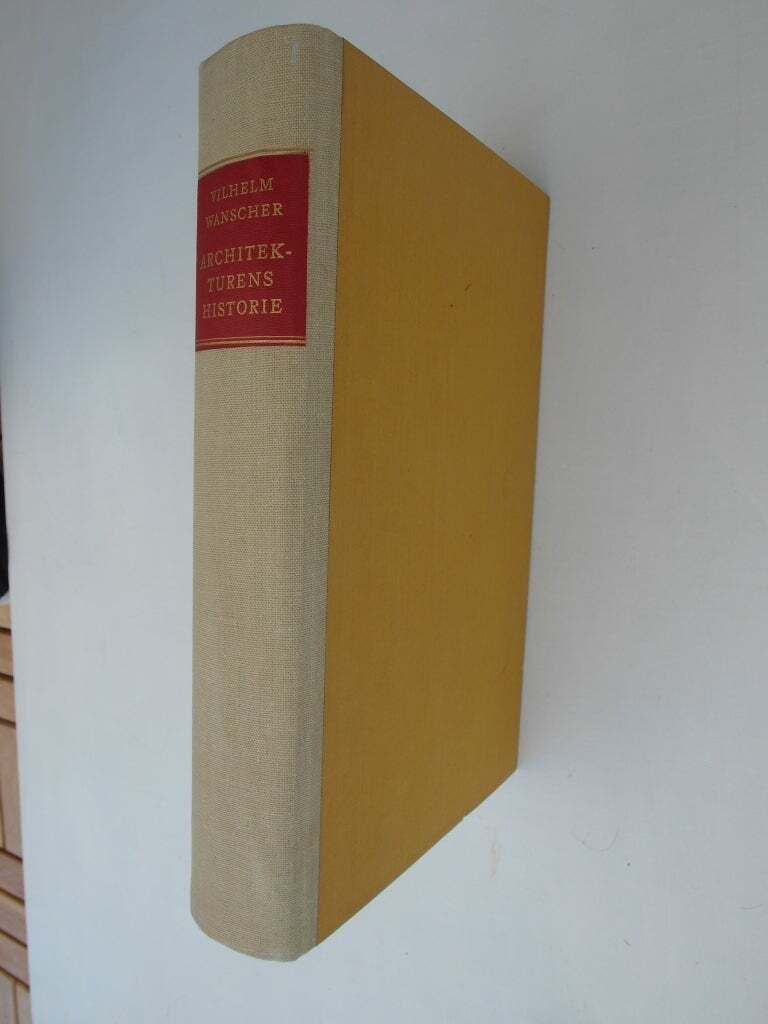 VILHELM
WANSCHER
ARCHITEK-
TURENS
HISTORIE